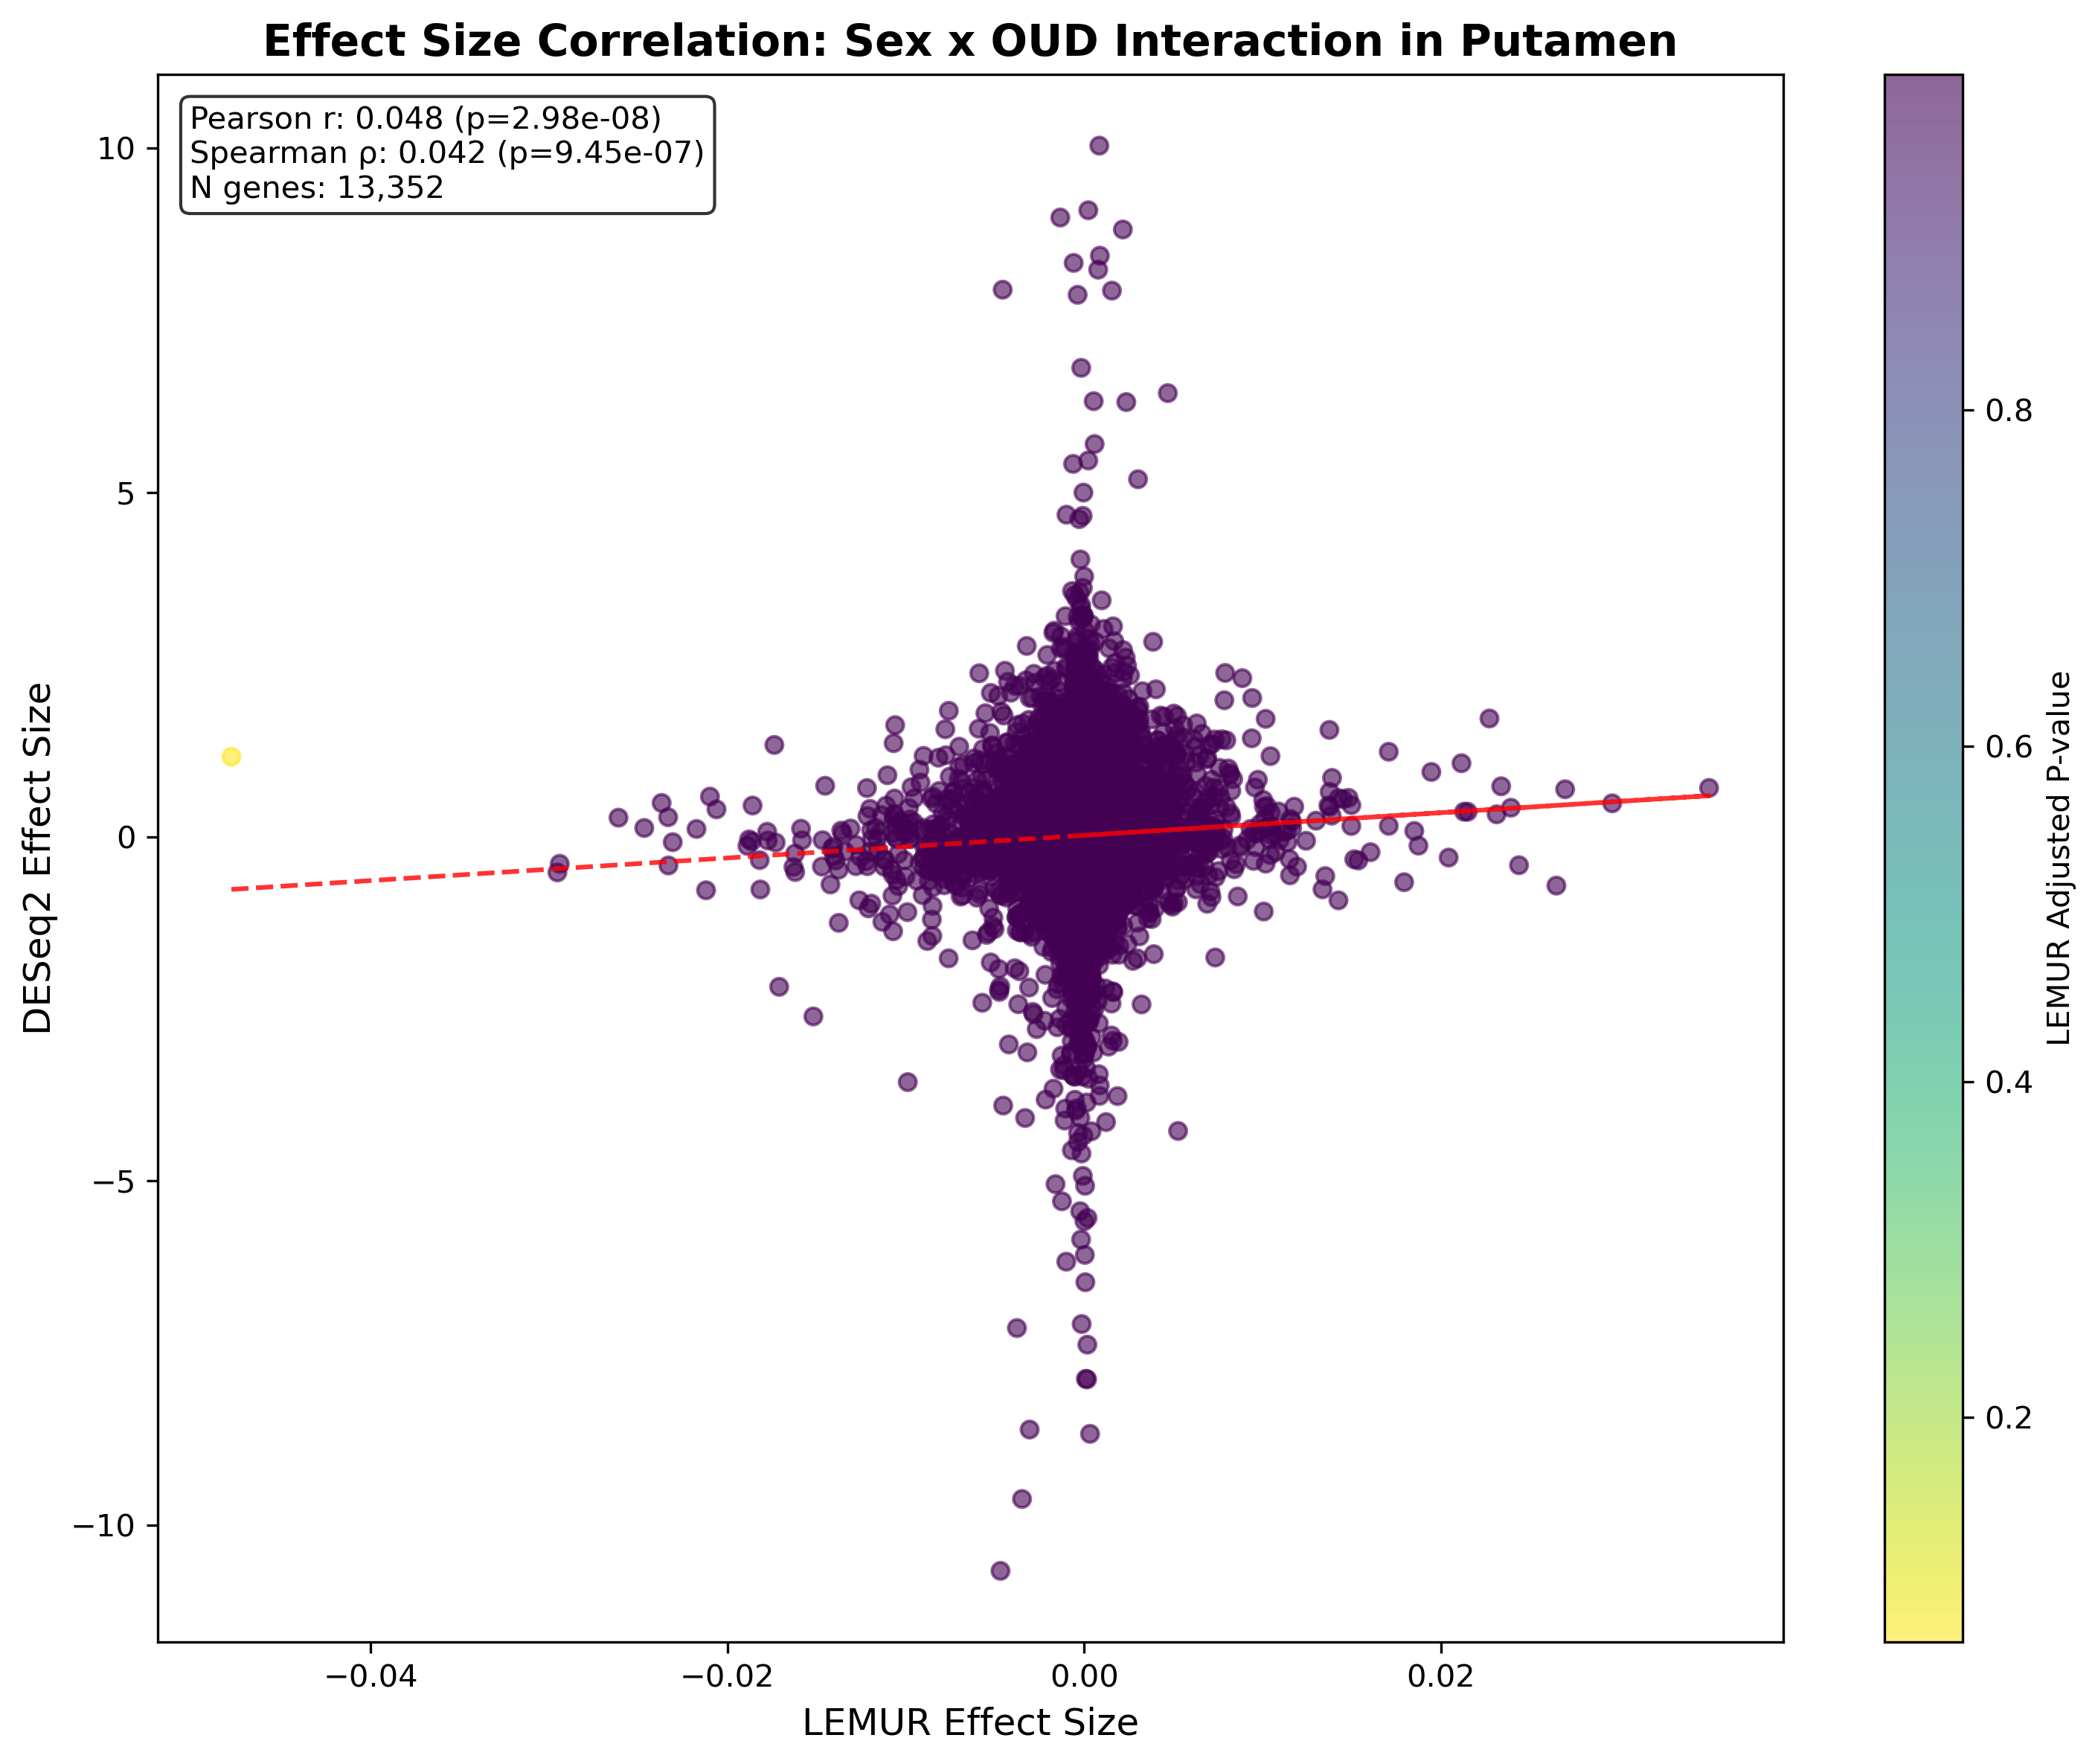 Effect Size Correlation: Sex x OUD Interaction in Putamen
Pearson r: 0.048 (p=2.98e-08)
Spearman ρ: 0.042 (p=9.45e-07)
N genes: 13,352
10
5
0
−5
−10
DESeq2 Effect Size
−0.04
−0.02
0.00
0.02
LEMUR Effect Size
0.8
0.6
0.4
0.2
LEMUR Adjusted P-value